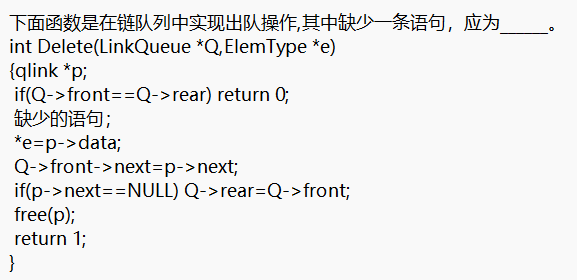 下面函数是在链队列中实现出队操作,其中缺少一条语句，应为______。
int Delete(LinkQueue *Q,ElemType *e)
{qlink *p;
if(Q->front==Q->rear) return 0;
缺少的语句；
*e=p->data;
Q->front->next=p->next;
if(p->next==NULL) Q->rear=Q->front;
free(p);
return 1;
}